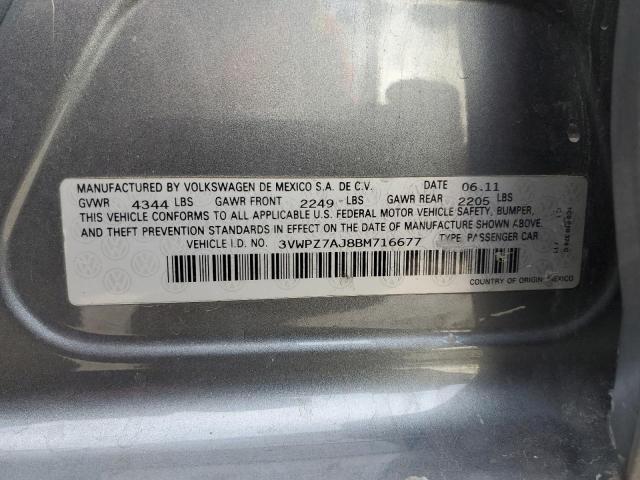 MANUFACTURED BY VOLKSWAGEN DE MEXICO S.A. DE C.V. DATE 06.11
GVWR 4344 LBS GAWR FRONT 2249 LBS GAWR REAR 2205 LBS
THIS VEHICLE CONFORMS TO ALL APPLICABLE U.S. FEDERAL MOTOR VEHICLE SAFETY, BUMPER,
AND THEFT PREVENTION STANDARDS IN EFFECT ON THE DATE OF MANUFACTURE SHOWN ABOVE.
VEHICLE I.D. NO. 3VWPZ7AJ8BM716677 TYPE: PASSENGER CAR
COUNTRY OF ORIGIN: MEXICO